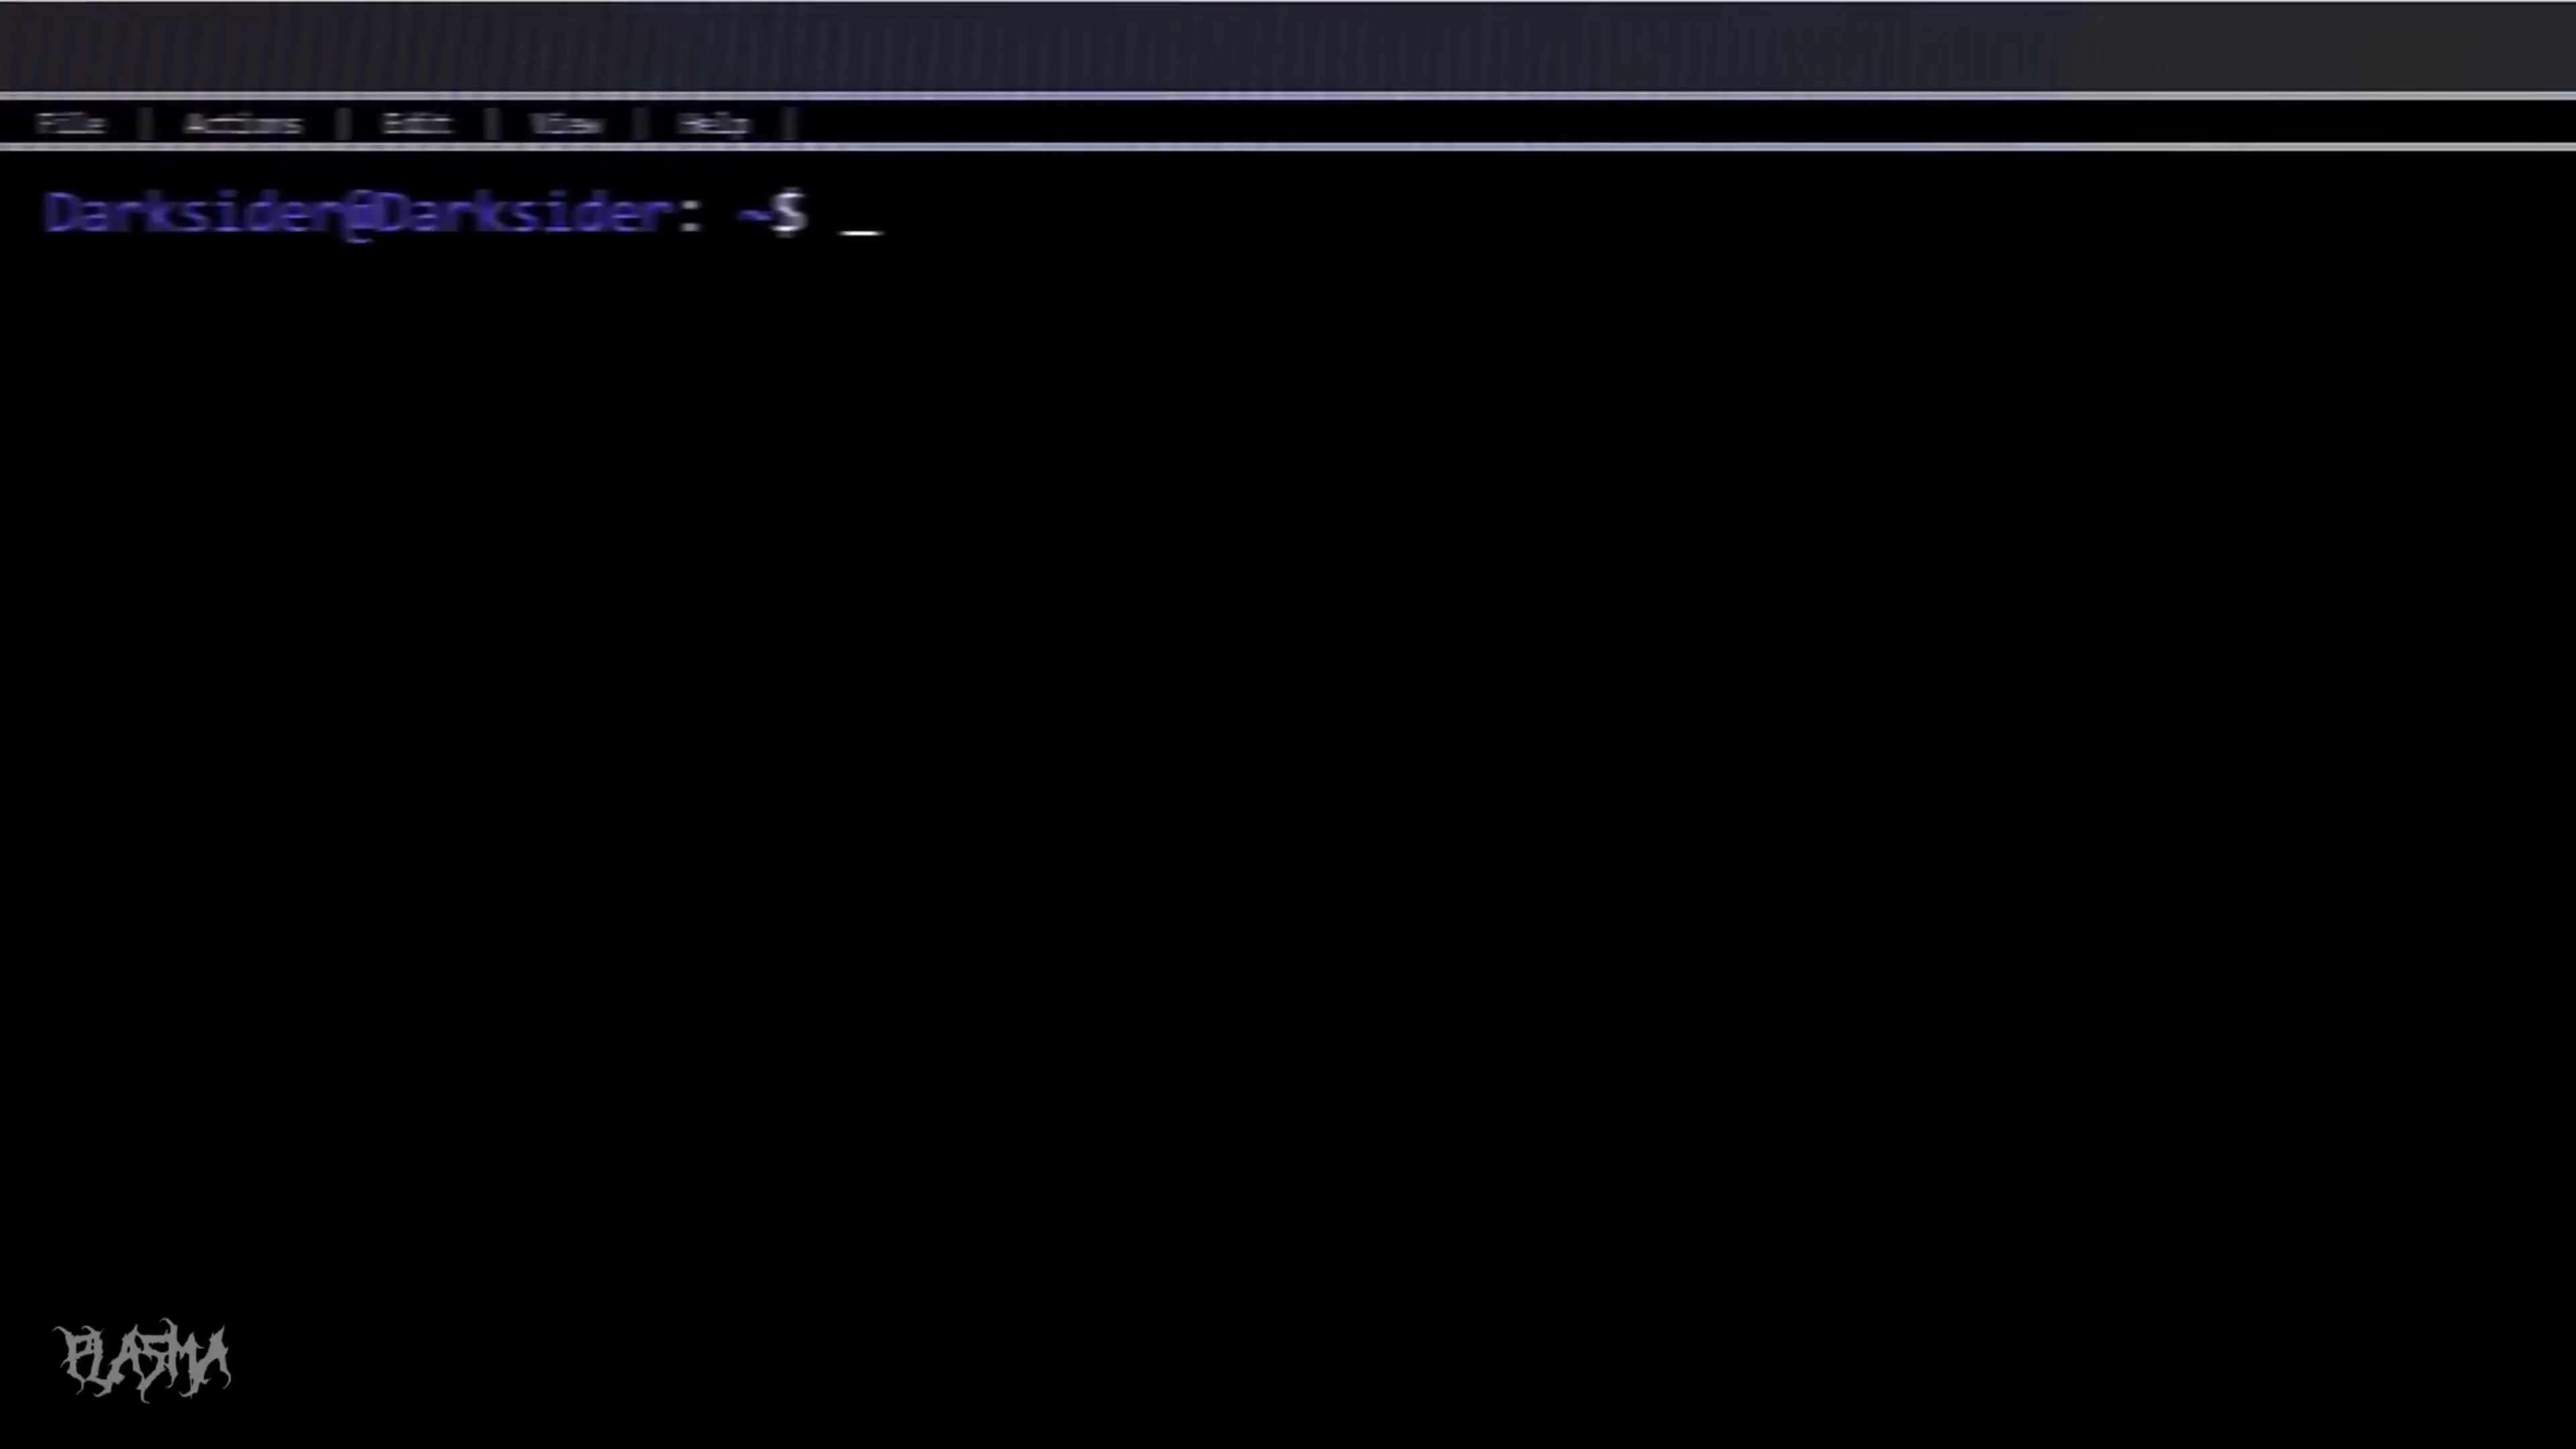 File | Actions | Edit | View | Help |
Darksider@Darksider: ~$ _
PLASMA